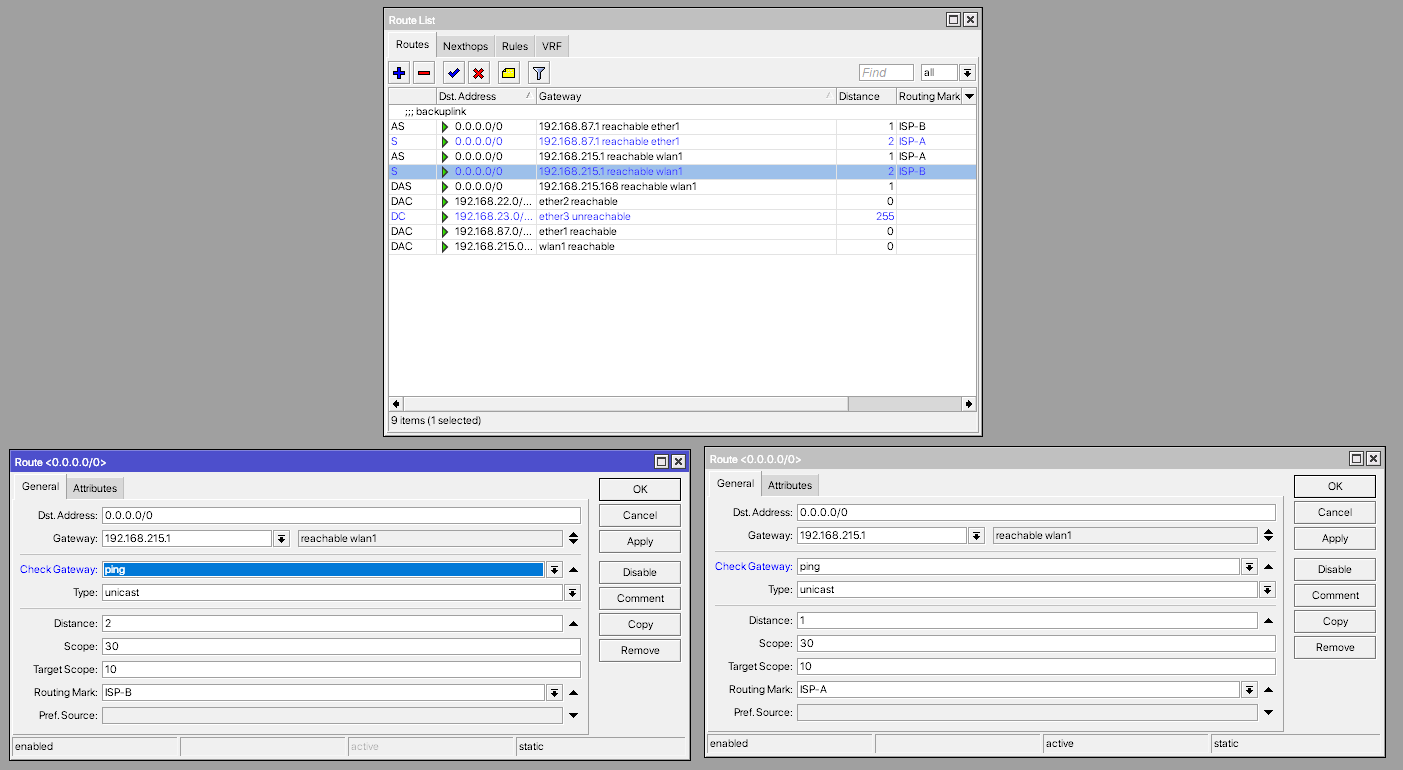 Route List
Routes Nexthops Rules VRF
Find all
Dst. Address / Gateway / Distance Routing Mark
;;; backuplink
AS 0.0.0.0/0 192.168.87.1 reachable ether1 1 ISP-B
S 0.0.0.0/0 192.168.87.1 reachable ether1 2 ISP-A
AS 0.0.0.0/0 192.168.215.1 reachable wlan1 1 ISP-A
S 0.0.0.0/0 192.168.215.1 reachable wlan1 2 ISP-B
DAS 0.0.0.0/0 192.168.215.168 reachable wlan1 1
DAC 192.168.22.0/... ether2 reachable 0
DC 192.168.23.0/... ether3 unreachable 255
DAC 192.168.87.0/... ether1 reachable 0
DAC 192.168.215.0... wlan1 reachable 0
9 items (1 selected)
Route <0.0.0.0/0>
General Attributes
Dst. Address: 0.0.0.0/0
Gateway: 192.168.215.1 reachable wlan1
Check Gateway: ping
Type: unicast
Distance: 2
Scope: 30
Target Scope: 10
Routing Mark: ISP-B
Pref. Source:
OK
Cancel
Apply
Disable
Comment
Copy
Remove
enabled active static
Route <0.0.0.0/0>
General Attributes
Dst. Address: 0.0.0.0/0
Gateway: 192.168.215.1 reachable wlan1
Check Gateway: ping
Type: unicast
Distance: 1
Scope: 30
Target Scope: 10
Routing Mark: ISP-A
Pref. Source:
OK
Cancel
Apply
Disable
Comment
Copy
Remove
enabled active static